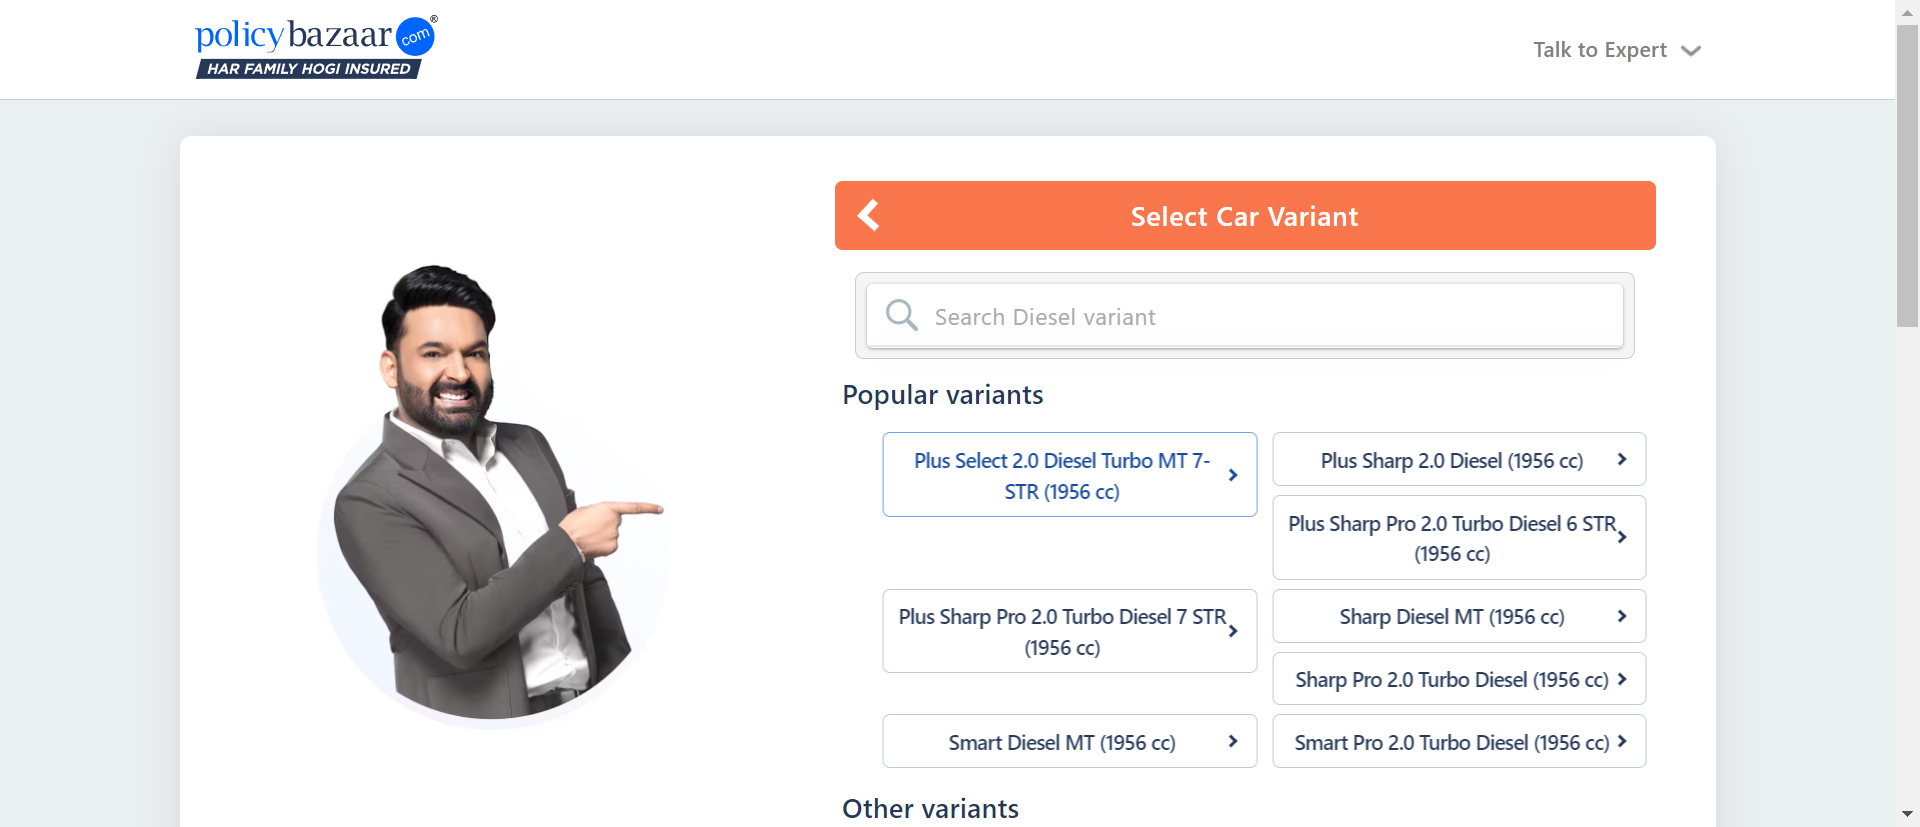 policybazaar com ®
HAR FAMILY HOGI INSURED
Talk to Expert
Select Car Variant
Search Diesel variant
Popular variants
Plus Select 2.0 Diesel Turbo MT 7-
STR (1956 cc)
Plus Sharp 2.0 Diesel (1956 cc)
Plus Sharp Pro 2.0 Turbo Diesel 6 STR
(1956 cc)
Plus Sharp Pro 2.0 Turbo Diesel 7 STR
(1956 cc)
Sharp Diesel MT (1956 cc)
Sharp Pro 2.0 Turbo Diesel (1956 cc)
Smart Diesel MT (1956 cc)
Smart Pro 2.0 Turbo Diesel (1956 cc)
Other variants